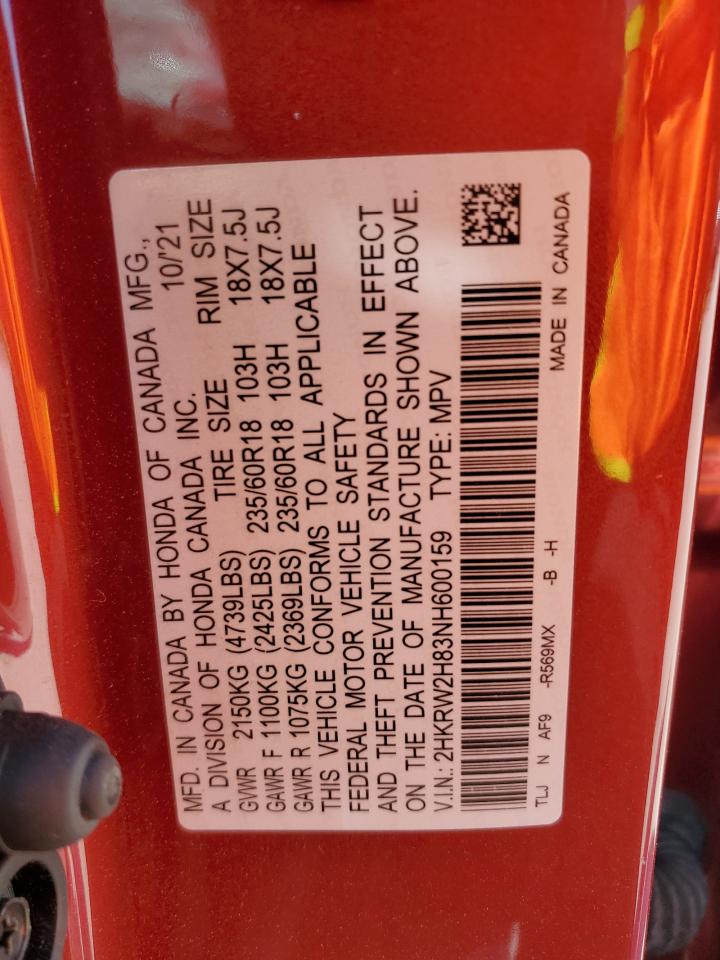 MFD. IN CANADA BY HONDA OF CANADA MFG.,
A DIVISION OF HONDA CANADA INC. 10/'21
GVWR 2150KG (4739LBS) TIRE SIZE RIM SIZE
GAWR F 1100KG (2425LBS) 235/60R18 103H 18X7.5J
GAWR R 1075KG (2369LBS) 235/60R18 103H 18X7.5J
THIS VEHICLE CONFORMS TO ALL APPLICABLE
FEDERAL MOTOR VEHICLE SAFETY
AND THEFT PREVENTION STANDARDS IN EFFECT
ON THE DATE OF MANUFACTURE SHOWN ABOVE.
V.I.N.: 2HKRW2H83NH600159 TYPE: MPV
TLJ N AF9 -R569MX -B -H MADE IN CANADA